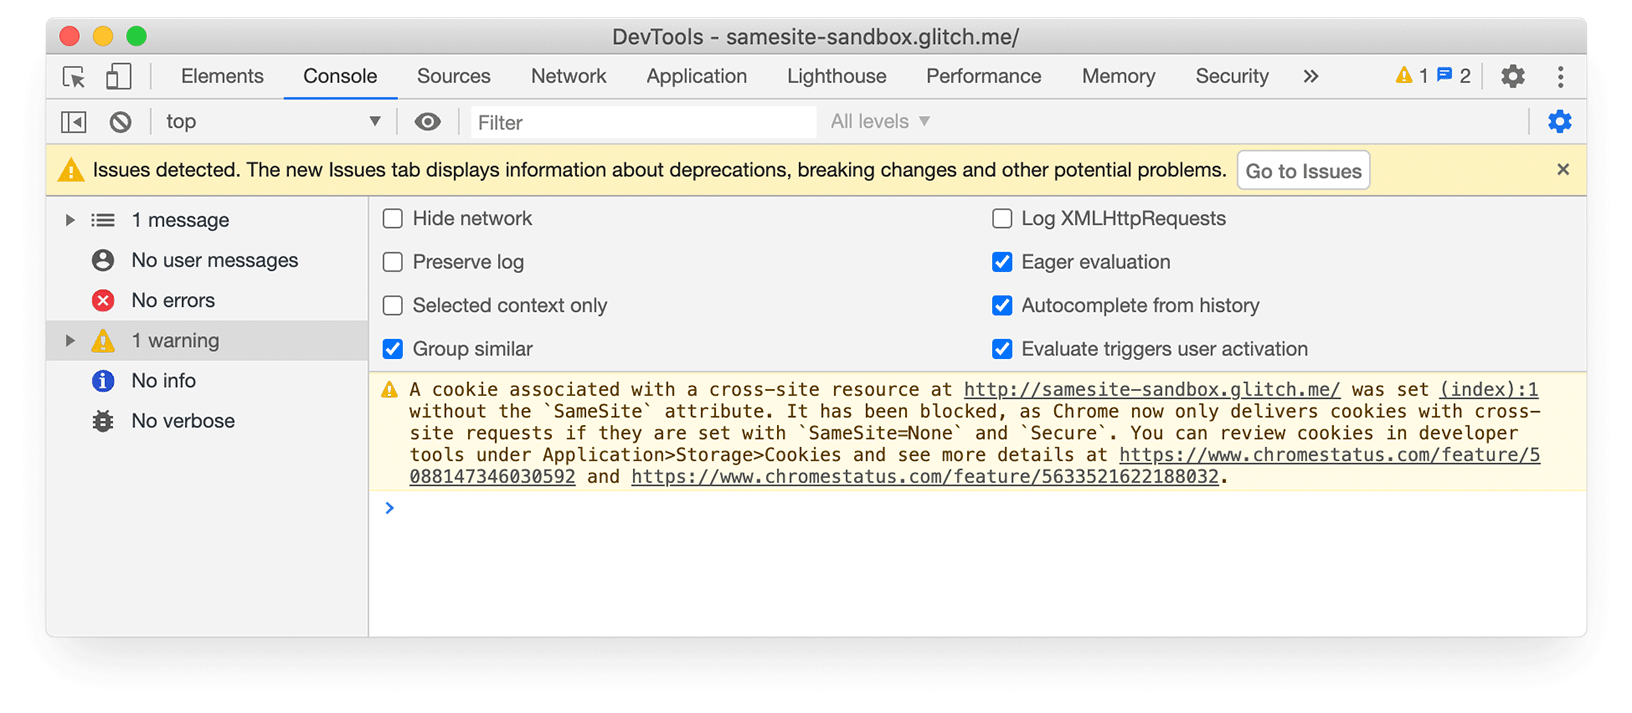 DevTools - samesite-sandbox.glitch.me/
Elements Console Sources Network Application Lighthouse Performance Memory Security » 1 2
top Filter All levels
Issues detected. The new Issues tab displays information about deprecations, breaking changes and other potential problems. Go to Issues ×
1 message
No user messages
No errors
1 warning
No info
No verbose
Hide network
Preserve log
Selected context only
Group similar
Log XMLHttpRequests
Eager evaluation
Autocomplete from history
Evaluate triggers user activation
A cookie associated with a cross-site resource at http://samesite-sandbox.glitch.me/ was set (index):1
without the `SameSite` attribute. It has been blocked, as Chrome now only delivers cookies with cross-
site requests if they are set with `SameSite=None` and `Secure`. You can review cookies in developer
tools under Application>Storage>Cookies and see more details at https://www.chromestatus.com/feature/5
088147346030592 and https://www.chromestatus.com/feature/5633521622188032.
>